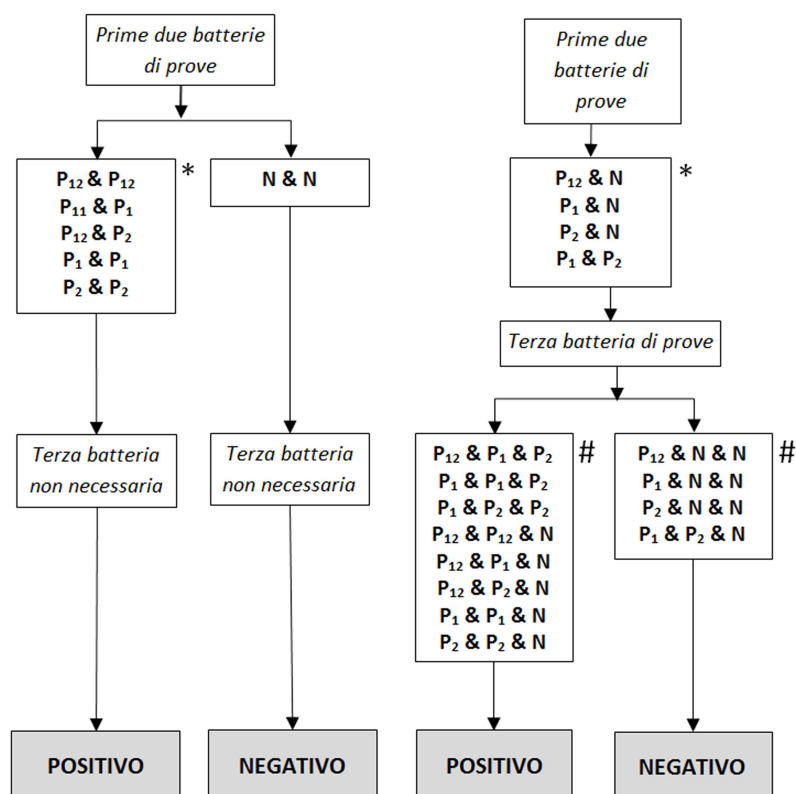 Prime due batterie
di prove
P₁₂ & P₁₂
P₁₁ & P₁
P₁₂ & P₂
P₁ & P₁
P₂ & P₂
*
N & N
Terza batteria
non necessaria
Terza batteria
non necessaria
POSITIVO
NEGATIVO
Prime due
batterie di
prove
P₁₂ & N
P₁ & N
P₂ & N
P₁ & P₂
*
Terza batteria di prove
P₁₂ & P₁ & P₂
P₁ & P₁ & P₂
P₁ & P₂ & P₂
P₁₂ & P₁₂ & N
P₁₂ & P₁ & N
P₁₂ & P₂ & N
P₁ & P₁ & N
P₂ & P₂ & N
#
P₁₂ & N & N
P₁ & N & N
P₂ & N & N
P₁ & P₂ & N
#
POSITIVO
NEGATIVO